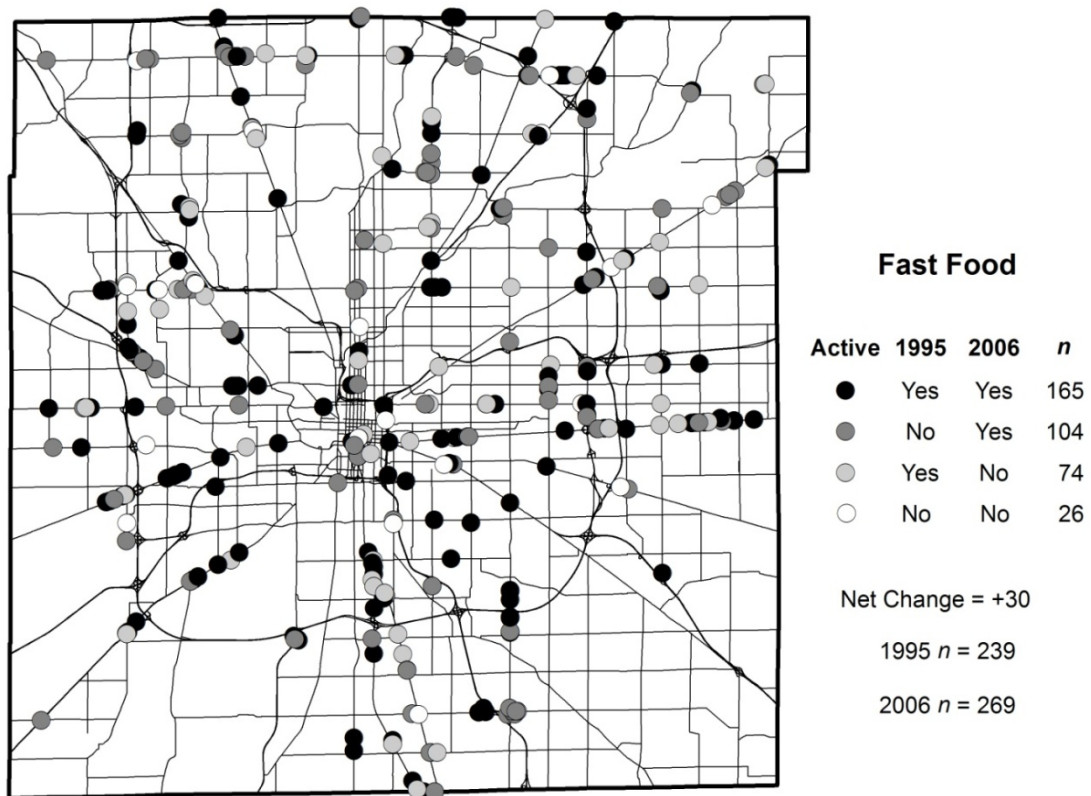 Fast Food
Active 1995 2006 n
Yes Yes 165
No Yes 104
Yes No 74
No No 26
Net Change = +30
1995 n = 239
2006 n = 269